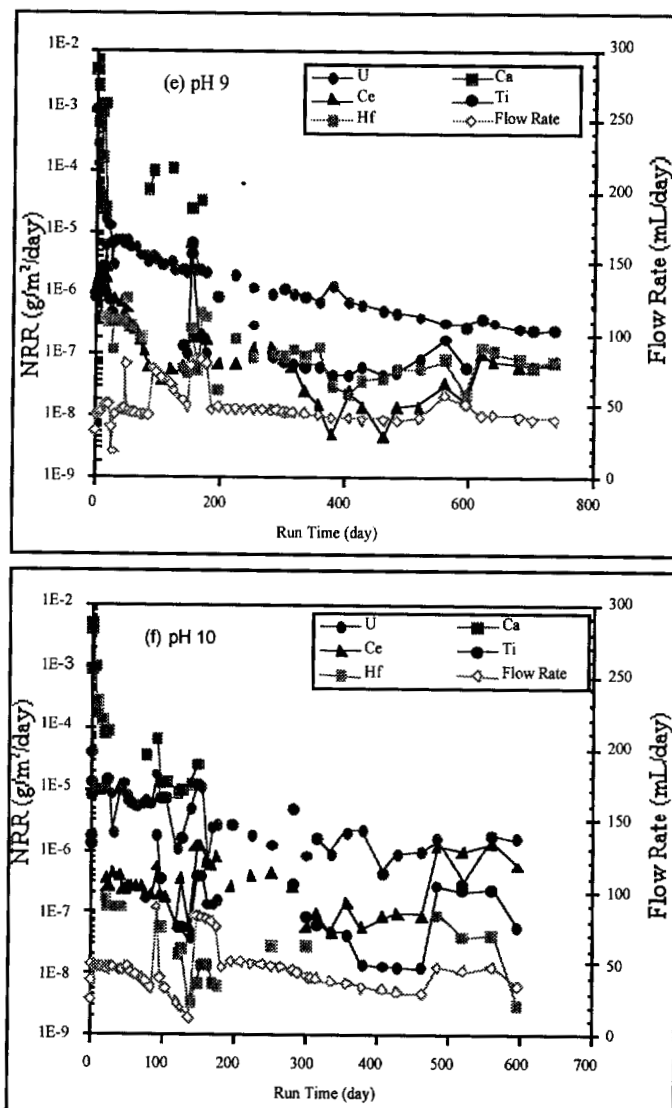 1E-2
1E-3
1E-4
1E-5
1E-6
1E-7
1E-8
1E-9
NRR (g/m²/day)
(e) pH 9
U
Ca
Ce
Ti
Hf
Flow Rate
300
250
200
150
100
50
0
Flow Rate (mL/day)
0
200
400
600
800
Run Time (day)
1E-2
1E-3
1E-4
1E-5
1E-6
1E-7
1E-8
1E-9
NRR (g/m²/day)
(f) pH 10
U
Ca
Ce
Ti
Hf
Flow Rate
300
250
200
150
100
50
0
Flow Rate (mL/day)
0
100
200
300
400
500
600
700
Run Time (day)